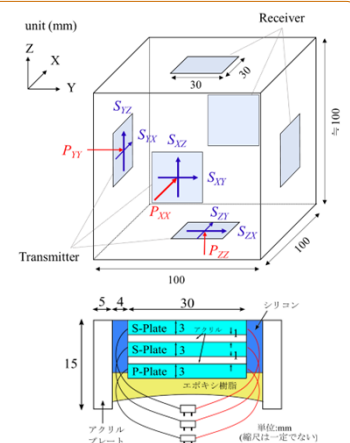 unit (mm)
Receiver
Z
X
Y
30
30
S_YZ
S_YX
S_XZ
P_YY
S_XY
P_XX
S_ZY
S_ZX
P_ZZ
Transmitter
≒100
100
100
5 4 30
シリコン
S-Plate 3 アクリル 1
S-Plate 3 1
P-Plate 3
15
エポキシ樹脂
アクリル
プレート
単位:mm
(縮尺は一定でない)